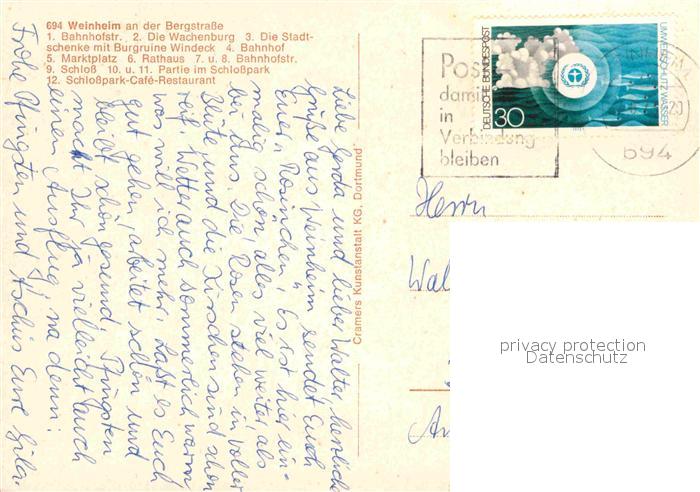 694 Weinheim an der Bergstraße
1. Bahnhofstr. 2. Die Wachenburg 3. Die Stadt-
schenke mit Burgruine Windeck 4. Bahnhof
5. Marktplatz 6. Rathaus 7. u. 8. Bahnhofstr.
9. Schloß 10. u. 11. Partie im Schloßpark
12. Schloßpark-Café-Restaurant
Liebe Gerda und lieber Walter, herzliche
Grüße aus Weinheim sendet Euch
Euer "Rosinchen". Es ist hier ein-
malig schön, alles viel weiter als
bei uns. Die Rosen stehen in voller
Blüte und die Kirschen sind schon
reif. Wetter auch sommerlich warm
was will ich mehr. Laßt es Euch
gut gehen, arbeitet schön und
bleibt schön gesund. Pfingsten
macht Ihr ja vielleicht auch
einen Ausflug, na denn!
Frohe Pfingsten und Tschüs Eure Gila.
Cramers Kunstanstalt KG, Dortmund
Post
damit
in
Verbindung
bleiben
DEUTSCHE BUNDESPOST
30
UMWELTSCHUTZ WASSER
694
Herrn
Wal
privacy protection
Datenschutz